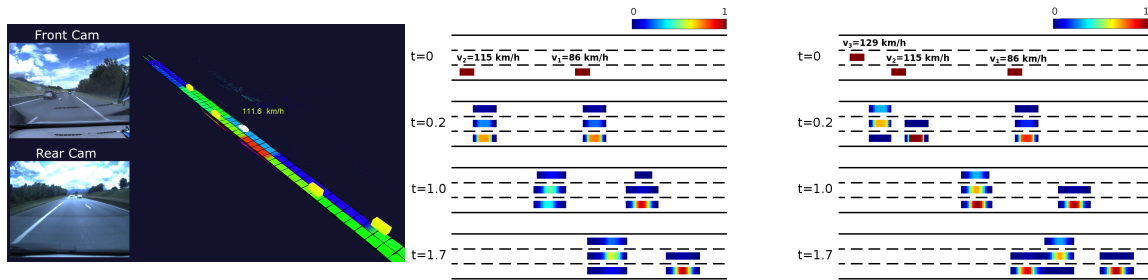 Front Cam
111.6 km/h
Rear Cam
0 1
t=0
v₂=115 km/h v₁=86 km/h
t=0.2
t=1.0
t=1.7
0 1
t=0
v₃=129 km/h
v₂=115 km/h v₁=86 km/h
t=0.2
t=1.0
t=1.7